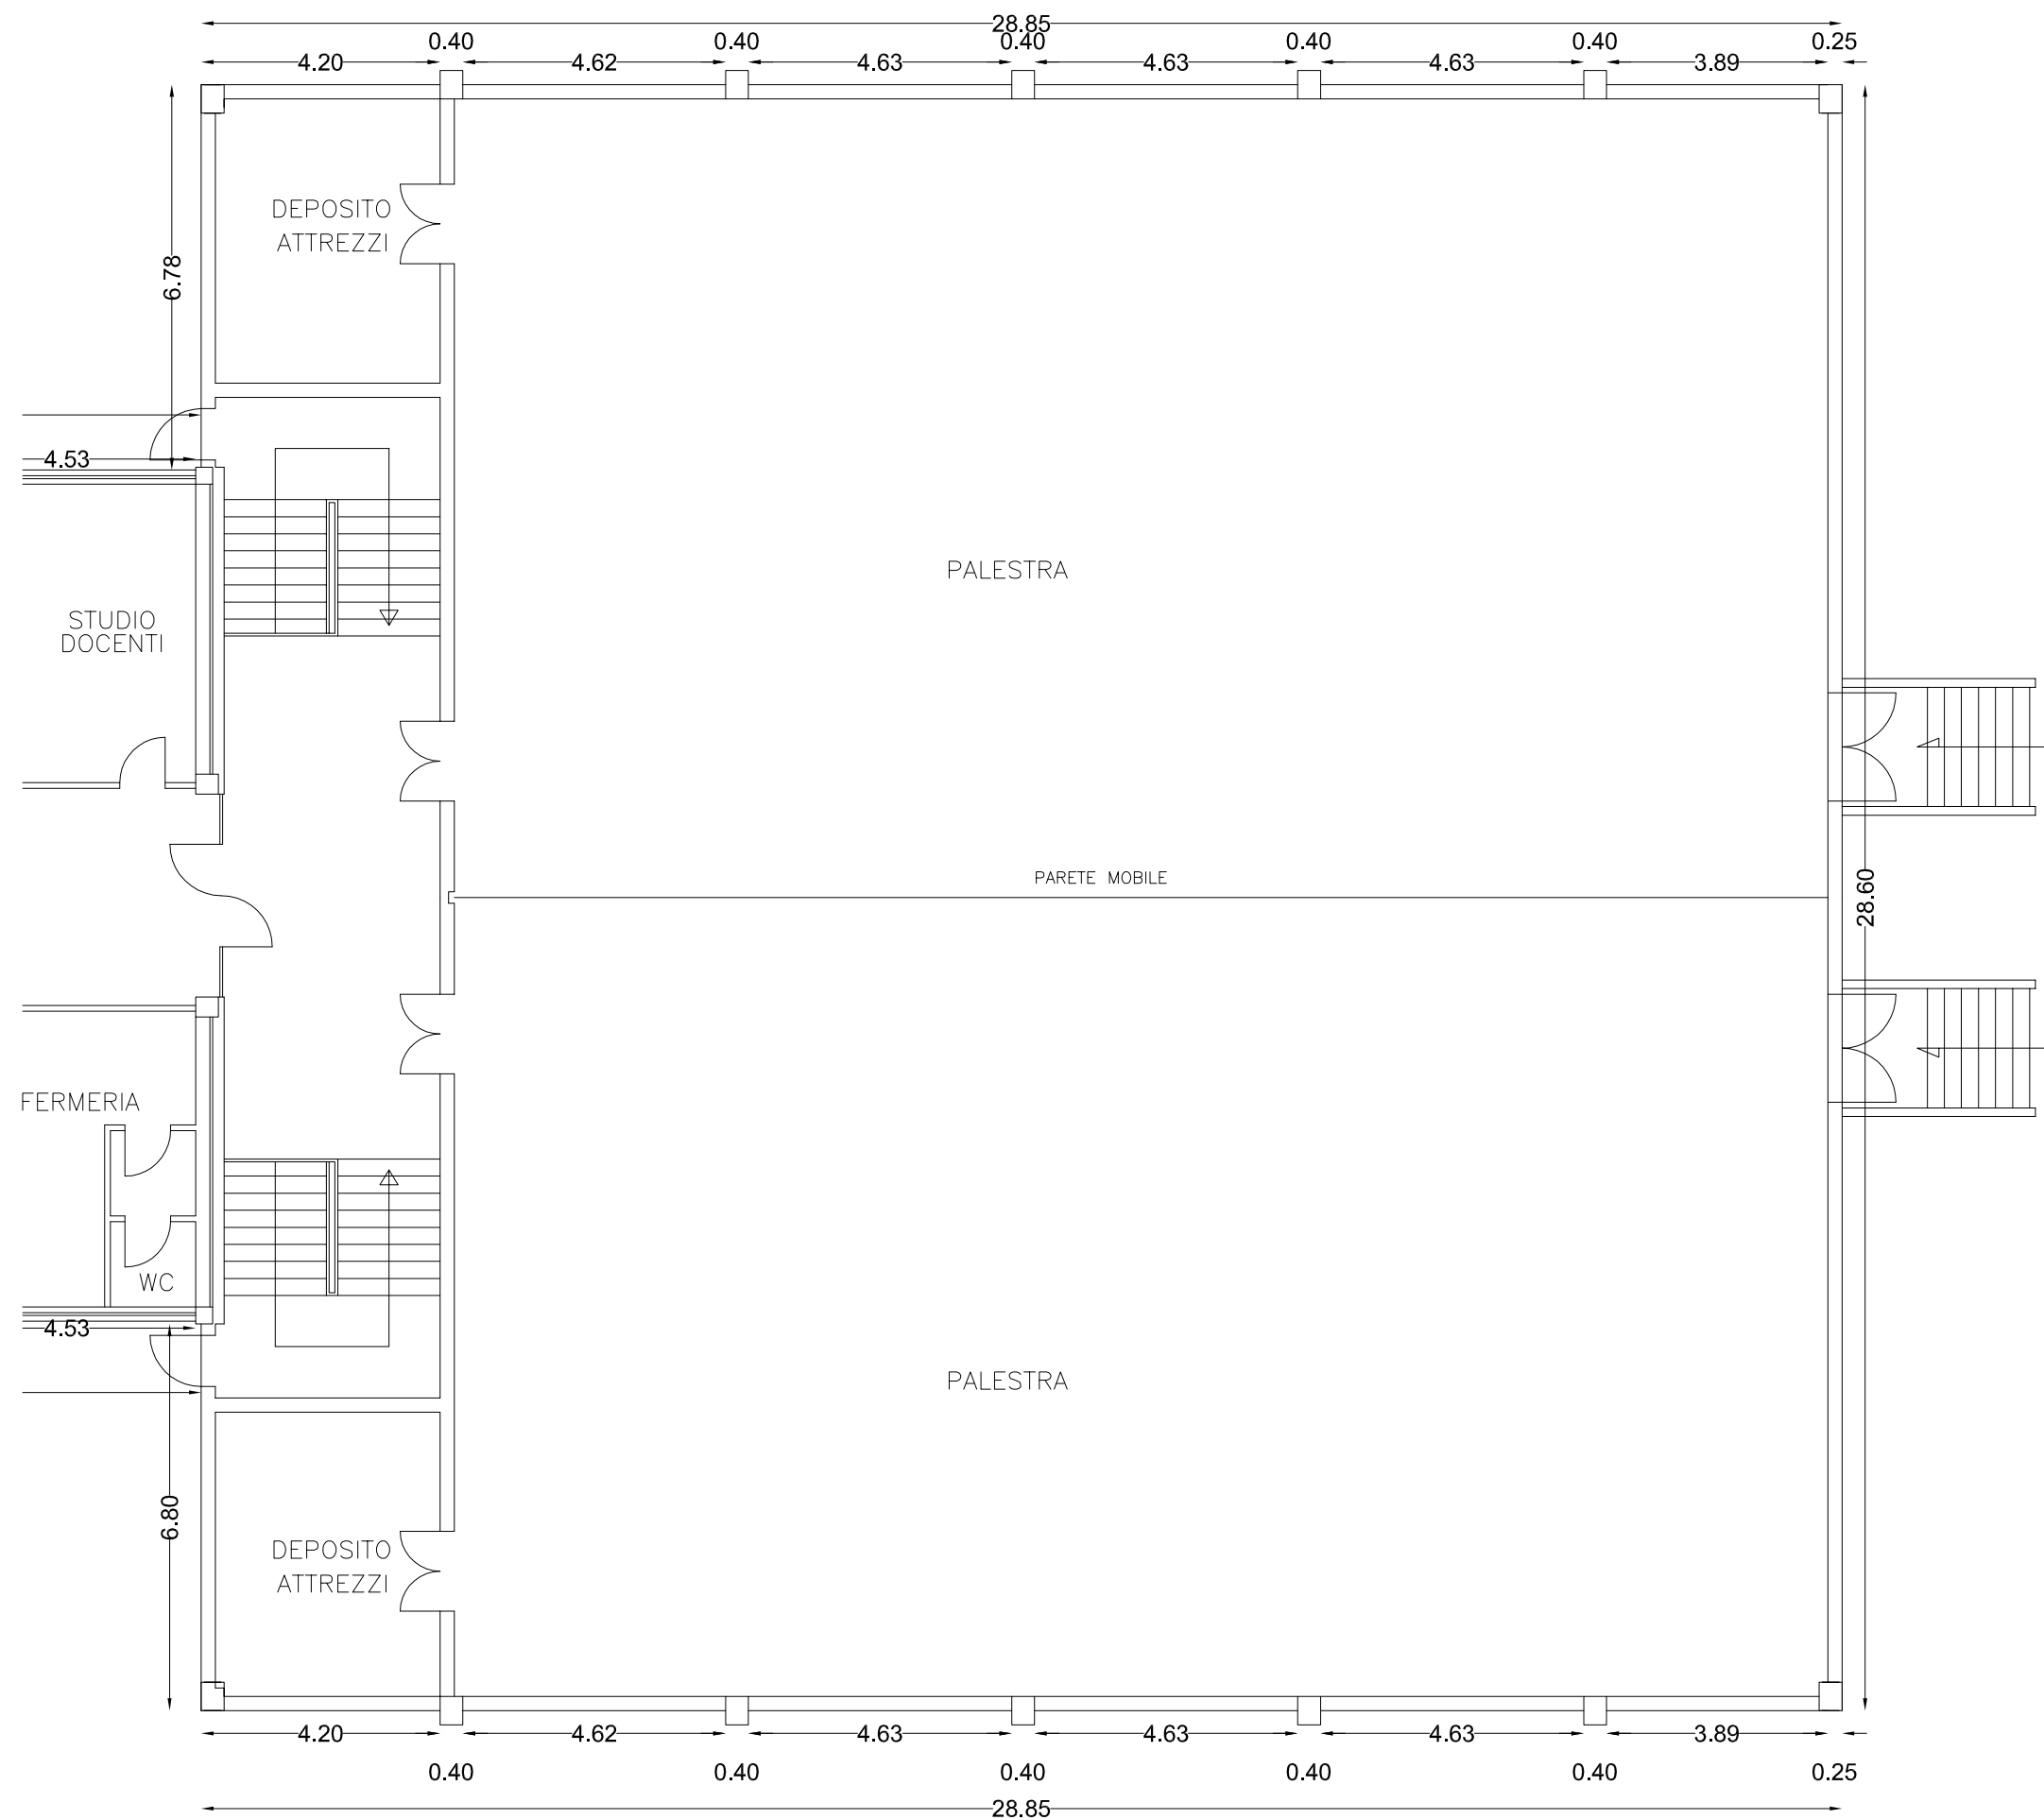 28.85
0.40 0.40 0.40 0.40 0.40 0.25
4.20 4.62 4.63 4.63 4.63 3.89
DEPOSITO
ATTREZZI
6.78
4.53
PALESTRA
STUDIO
DOCENTI
PARETE MOBILE
28.60
FERMERIA
WC
4.53
PALESTRA
6.80
DEPOSITO
ATTREZZI
4.20 4.62 4.63 4.63 4.63 3.89
0.40 0.40 0.40 0.40 0.40 0.25
28.85